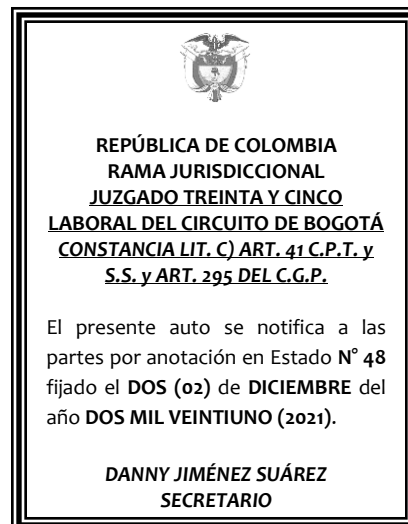 REPÚBLICA DE COLOMBIA
RAMA JURISDICCIONAL
JUZGADO TREINTA Y CINCO
LABORAL DEL CIRCUITO DE BOGOTÁ
CONSTANCIA LIT. C) ART. 41 C.P.T. y
S.S. y ART. 295 DEL C.G.P.
El presente auto se notifica a las
partes por anotación en Estado N° 48
fijado el DOS (02) de DICIEMBRE del
año DOS MIL VEINTIUNO (2021).
DANNY JIMÉNEZ SUÁREZ
SECRETARIO